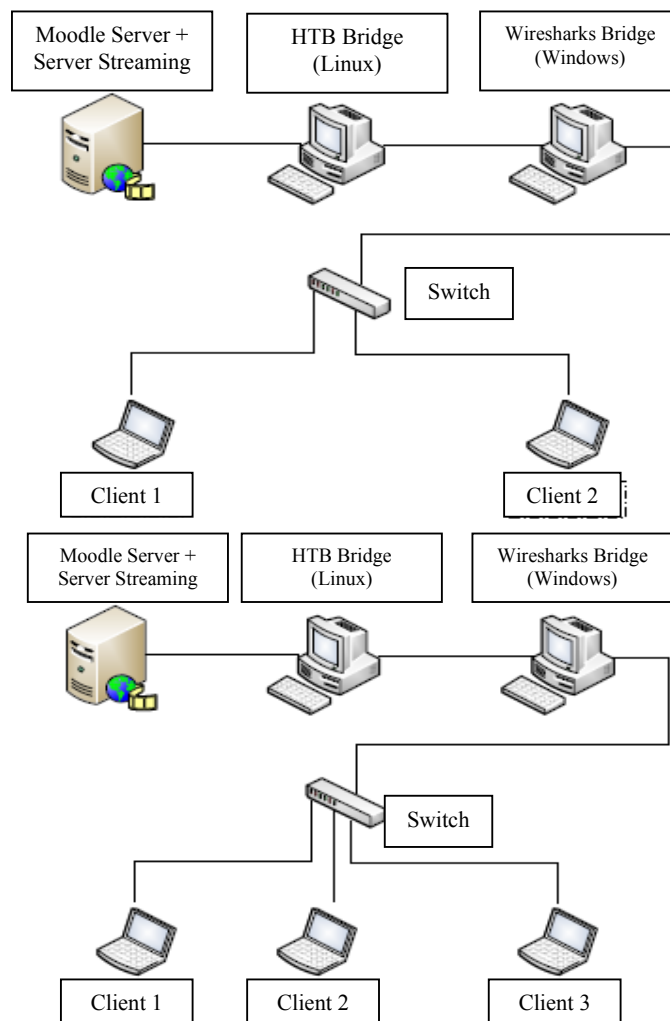 Moodle Server +
Server Streaming
HTB Bridge
(Linux)
Wiresharks Bridge
(Windows)
Switch
Client 1
Client 2
Moodle Server +
Server Streaming
HTB Bridge
(Linux)
Wiresharks Bridge
(Windows)
Switch
Client 1
Client 2
Client 3